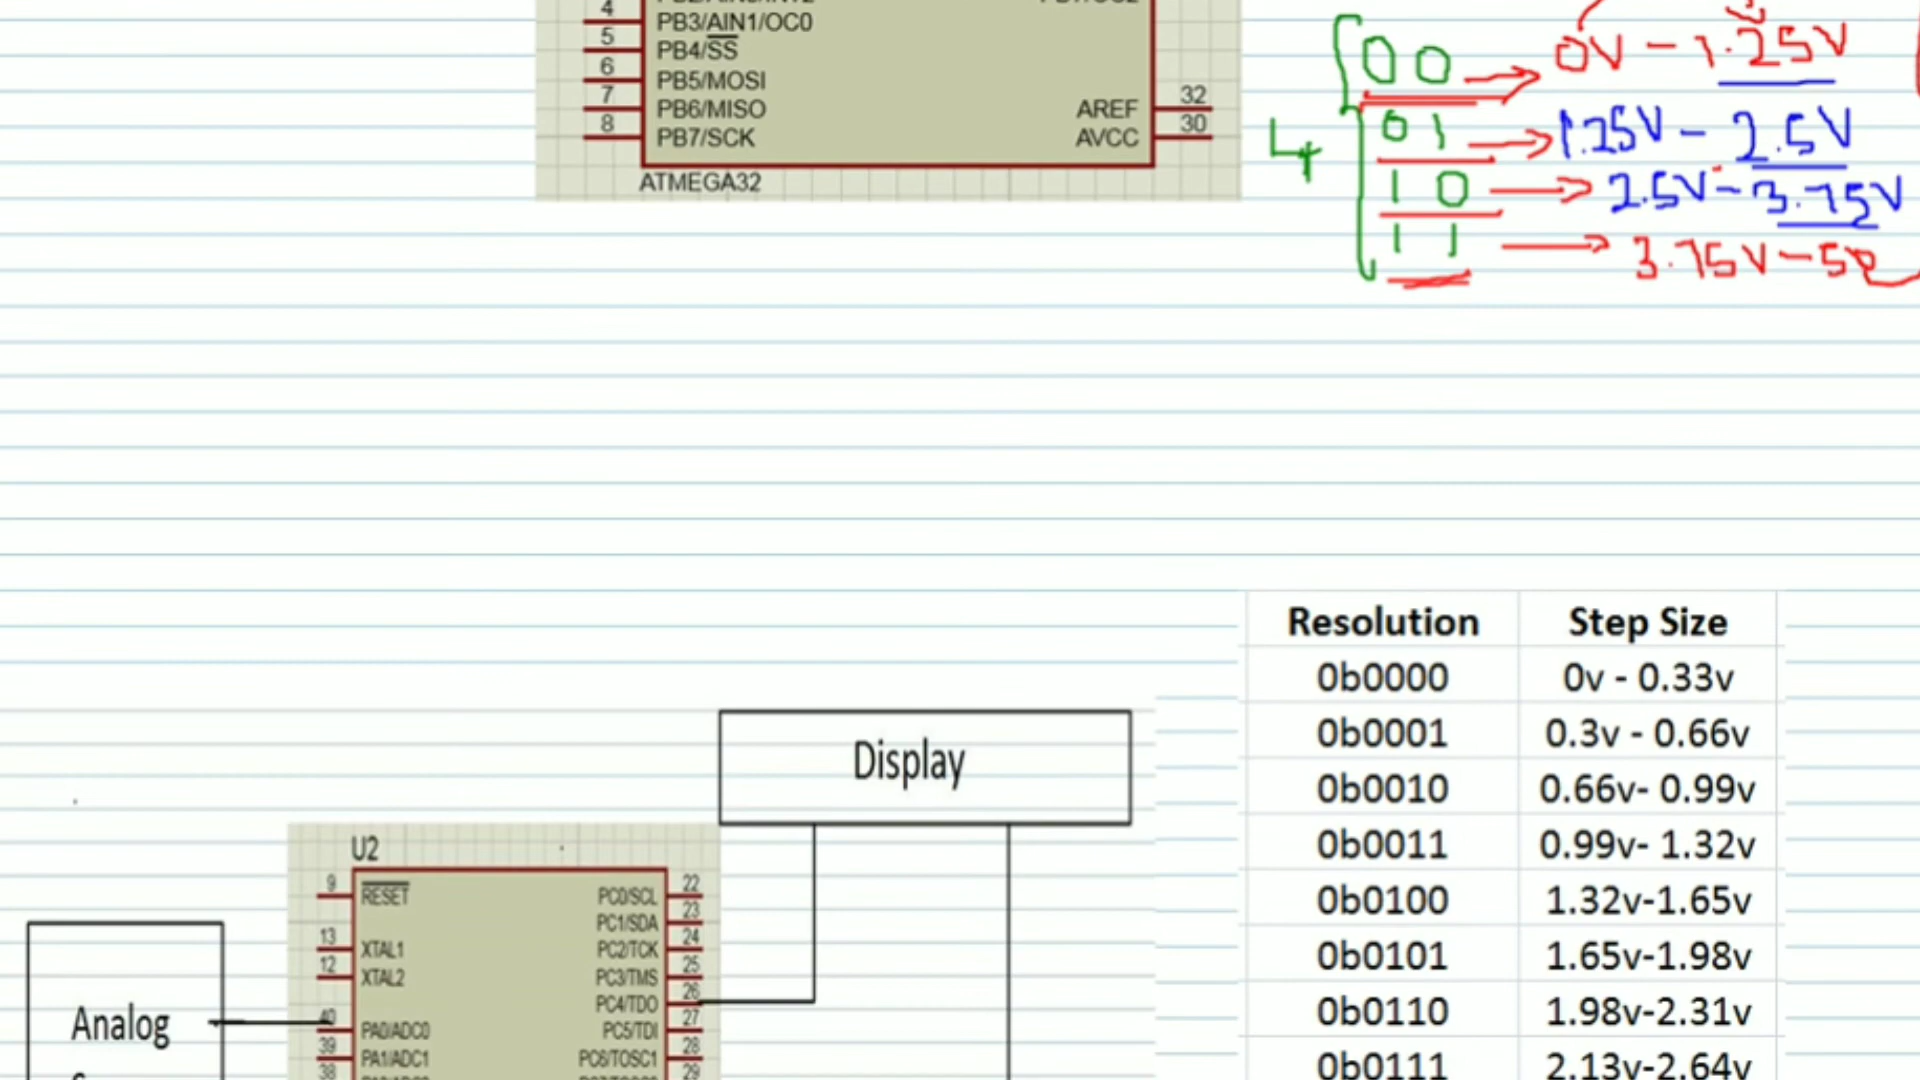 4 PB3/AIN1/OC0
5 PB4/SS
6 PB5/MOSI
7 PB6/MISO
8 PB7/SCK
AREF 32
AVCC 30
ATMEGA32
4
00 → 0V - 1.25V
01 → 1.25V - 2.5V
10 → 2.5V - 3.75V
11 → 3.75V - 5
Resolution Step Size
0b0000 0v - 0.33v
0b0001 0.3v - 0.66v
0b0010 0.66v- 0.99v
0b0011 0.99v- 1.32v
0b0100 1.32v-1.65v
0b0101 1.65v-1.98v
0b0110 1.98v-2.31v
0b0111 2.13v-2.64v
Display
U2
9 RESET PC0/SCL 22
PC1/SDA 23
13 XTAL1 PC2/TCK 24
12 XTAL2 PC3/TMS 25
PC4/TDO 26
40 PA0/ADC0 PC5/TDI 27
39 PA1/ADC1 PC6/TOSC1 28
38 29
Analog